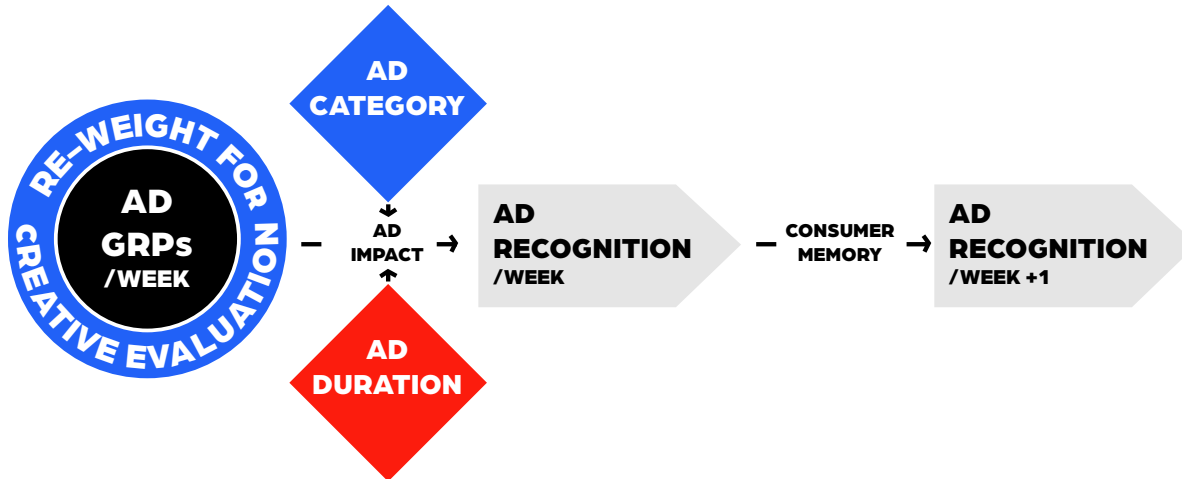 RE-WEIGHT FOR
CREATIVE EVALUATION
AD
GRPs
/WEEK
AD
CATEGORY
AD
IMPACT
AD
DURATION
AD
RECOGNITION
/WEEK
CONSUMER
MEMORY
AD
RECOGNITION
/WEEK +1